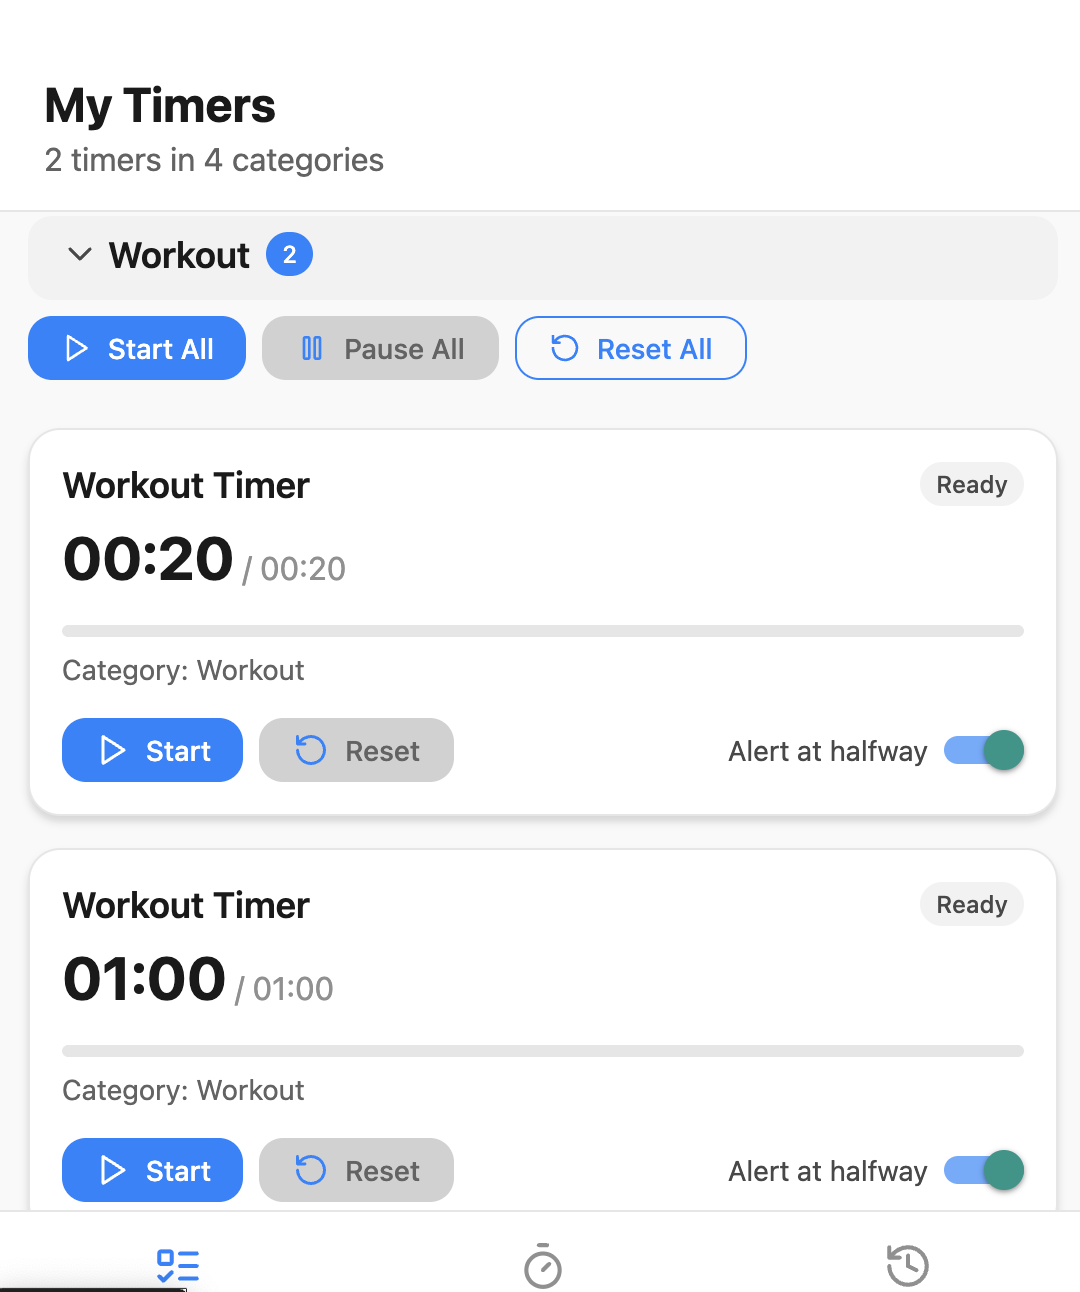 My Timers
2 timers in 4 categories
Workout 2
Start All Pause All Reset All
Workout Timer Ready
00:20 / 00:20
Category: Workout
Start Reset Alert at halfway
Workout Timer Ready
01:00 / 01:00
Category: Workout
Start Reset Alert at halfway